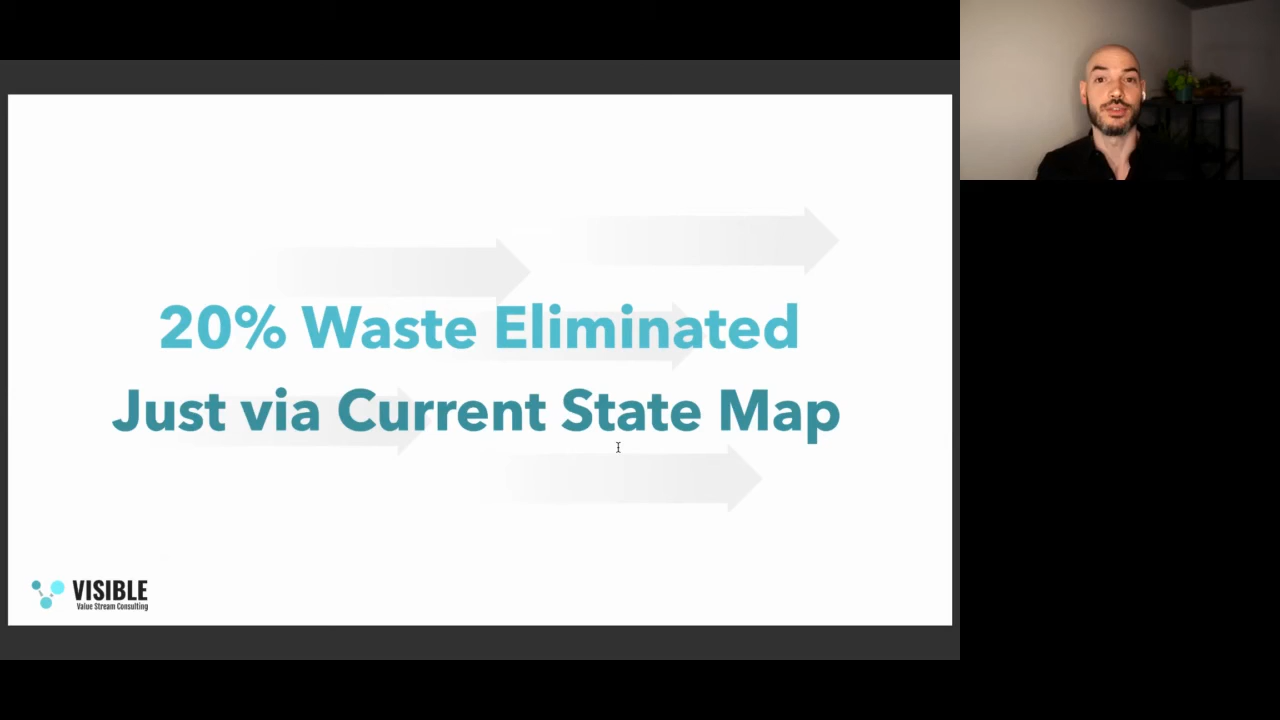 20% Waste Eliminated
Just via Current State Map
VISIBLE
Value Stream Consulting